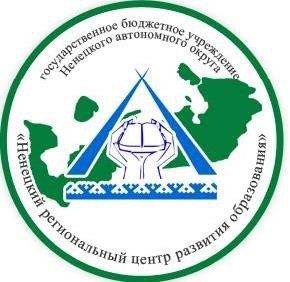 государственное бюджетное учреждение
Ненецкого автономного округа
«Ненецкий региональный центр развития образования»